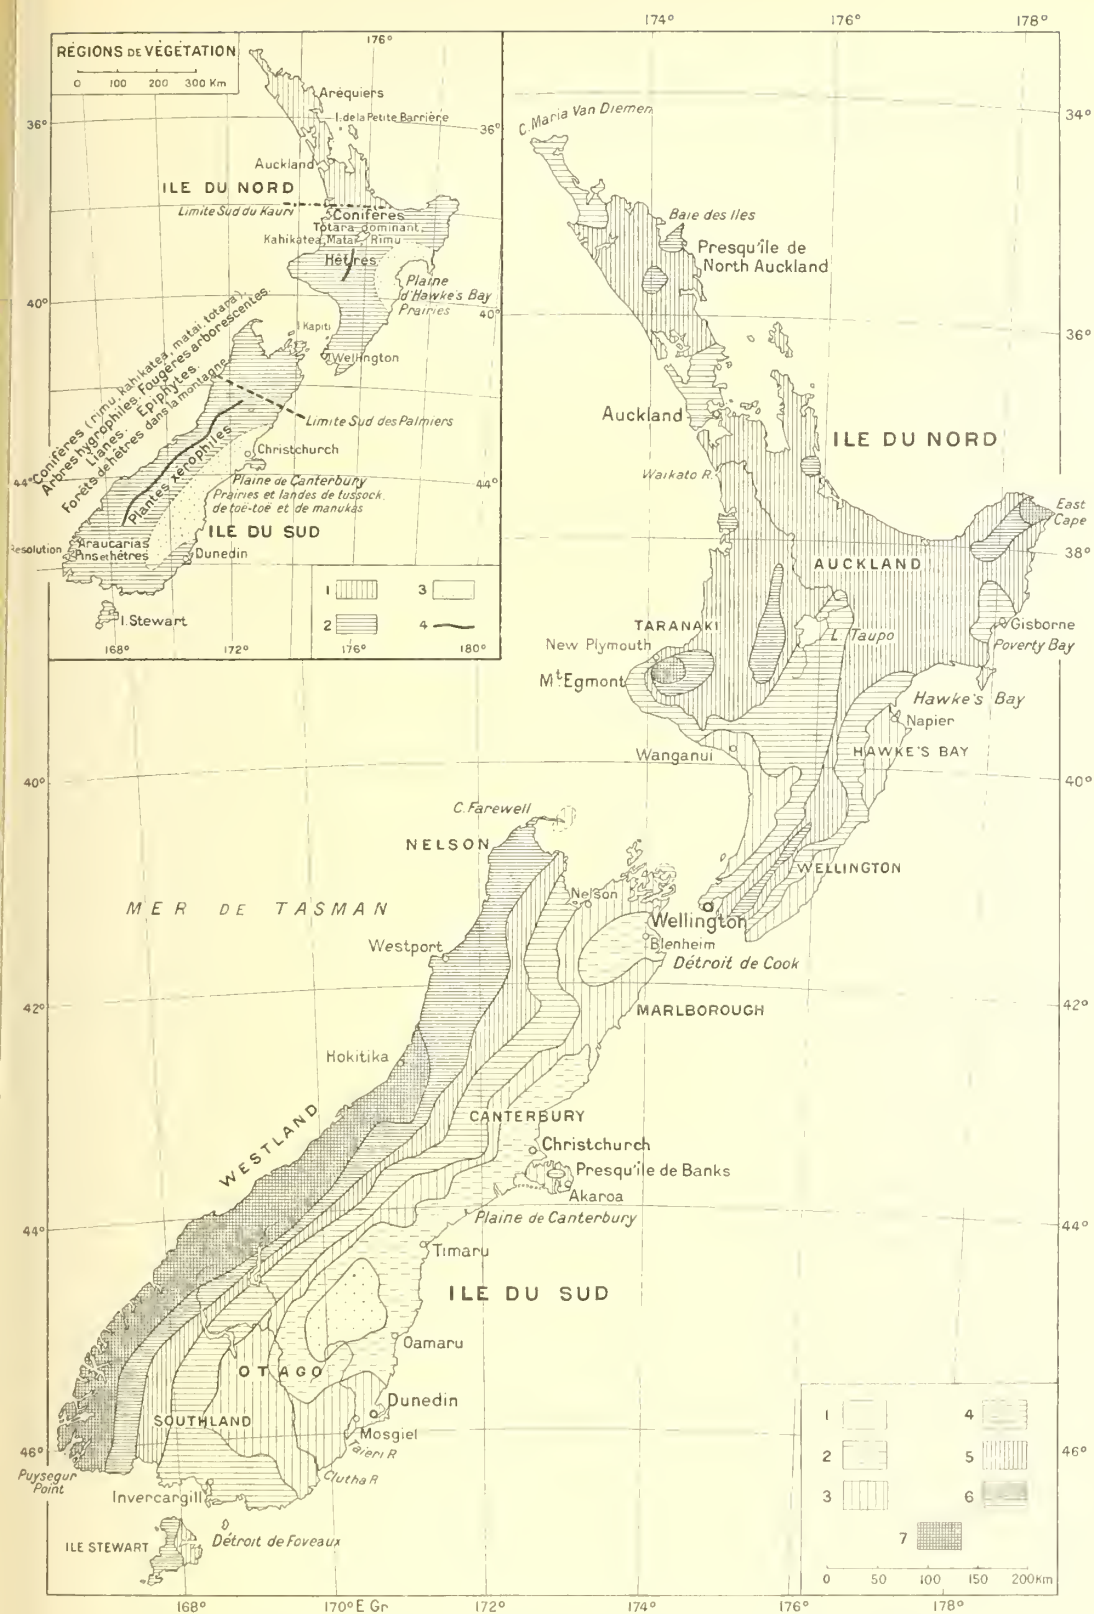 174°
176°
178°
RÉGIONS DE VÉGÉTATION
0 100 200 300 Km
176°
Aréquiers
I. de la Petite Barrière
36°
36°
Auckland
ILE DU NORD
Limite Sud du Kauri
Conifères
Totara dominant,
Kahikatea, Matai, Rimu
Hêtres
Plaine
d'Hawke's Bay
Prairies
40°
40°
I Kapiti
Wellington
Conifères (rimu, kahikatea, matai, totara).
Arbres hygrophiles. Fougères arborescentes.
Lianes. Epiphytes.
Forêts de hêtres dans la montagne
Limite Sud des Palmiers
Plantes xérophiles
Christchurch
44°
44°
Plaine de Canterbury
Prairies et landes de tussock,
de toë-toë et de manukas
ILE DU SUD
Resolution
Araucarias
Pins et hêtres
Dunedin
I. Stewart
1
2
3
4
168°
172°
176°
180°
34°
C. Maria Van Diemen
Baie des Iles
Presqu'île de
North Auckland
36°
Auckland
ILE DU NORD
Waikato R.
East
Cape
38°
AUCKLAND
TARANAKI
L. Taupo
Gisborne
Poverty Bay
New Plymouth
Mt Egmont
Hawke's Bay
Napier
Wanganui
HAWKE'S BAY
40°
40°
C. Farewell
NELSON
WELLINGTON
Nelson
MER DE TASMAN
Wellington
Westport
Blenheim
Détroit de Cook
42°
42°
MARLBOROUGH
Hokitika
WESTLAND
CANTERBURY
Christchurch
Presqu'île de Banks
Akaroa
Plaine de Canterbury
44°
44°
Timaru
ILE DU SUD
Oamaru
OTAGO
Dunedin
SOUTHLAND
Mosgiel
Taieri R
46°
46°
Puysegur
Point
Clutha R
Invercargill
Détroit de Foveaux
ILE STEWART
1
2
3
4
5
6
7
0 50 100 150 200 Km
168°
170° E Gr
172°
174°
176°
178°